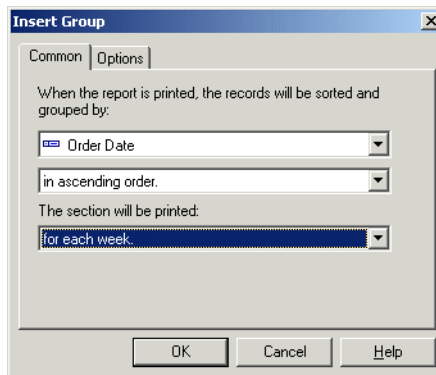 Insert Group
Common
Options
When the report is printed, the records will be sorted and
grouped by:
Order Date
in ascending order.
The section will be printed:
for each week.
OK
Cancel
Help